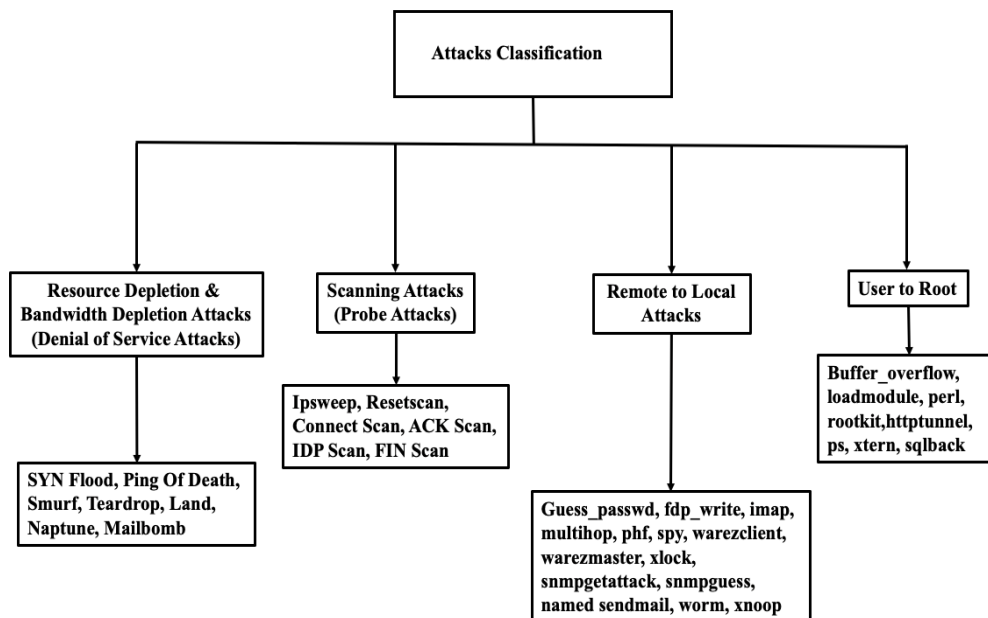 Attacks Classification
Resource Depletion &
Bandwidth Depletion Attacks
(Denial of Service Attacks)
Scanning Attacks
(Probe Attacks)
Remote to Local
Attacks
User to Root
SYN Flood, Ping Of Death,
Smurf, Teardrop, Land,
Naptune, Mailbomb
Ipsweep, Resetscan,
Connect Scan, ACK Scan,
IDP Scan, FIN Scan
Guess_passwd, fdp_write, imap,
multihop, phf, spy, warezclient,
warezmaster, xlock,
snmpgetattack, snmpguess,
named sendmail, worm, xnoop
Buffer_overflow,
loadmodule, perl,
rootkit,httptunnel,
ps, xtern, sqlback